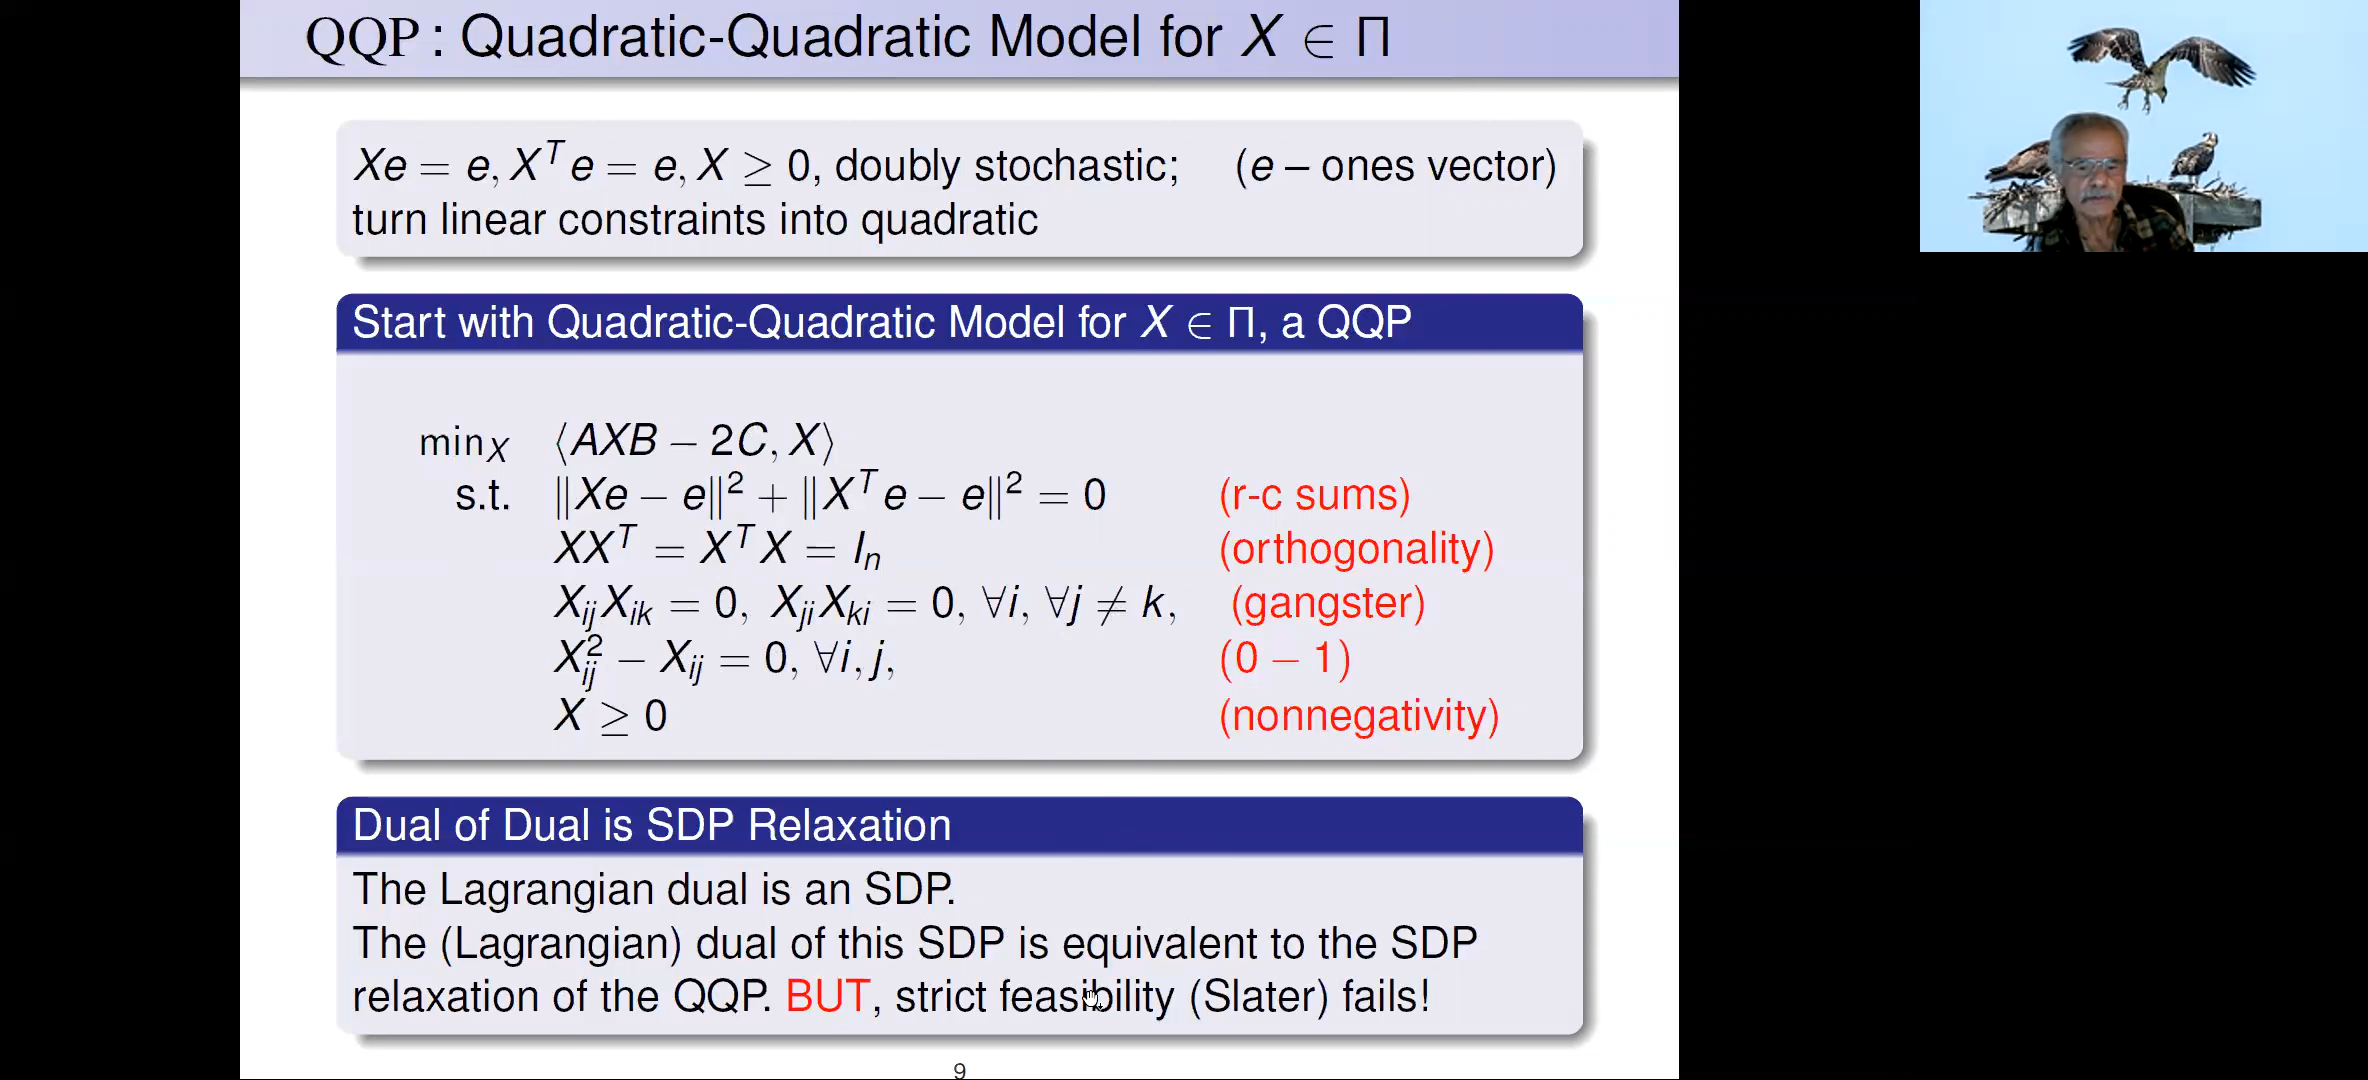 QQP : Quadratic-Quadratic Model for X ∈ Π
Xe = e, X^T e = e, X ≥ 0, doubly stochastic; (e – ones vector)
turn linear constraints into quadratic
Start with Quadratic-Quadratic Model for X ∈ Π, a QQP
min_X ⟨AXB − 2C, X⟩
s.t. ‖Xe − e‖² + ‖X^T e − e‖² = 0 (r-c sums)
XX^T = X^T X = I_n (orthogonality)
X_ij X_ik = 0, X_ji X_ki = 0, ∀i, ∀j ≠ k, (gangster)
X_ij² − X_ij = 0, ∀i, j, (0 − 1)
X ≥ 0 (nonnegativity)
Dual of Dual is SDP Relaxation
The Lagrangian dual is an SDP.
The (Lagrangian) dual of this SDP is equivalent to the SDP
relaxation of the QQP. BUT, strict feasibility (Slater) fails!
9